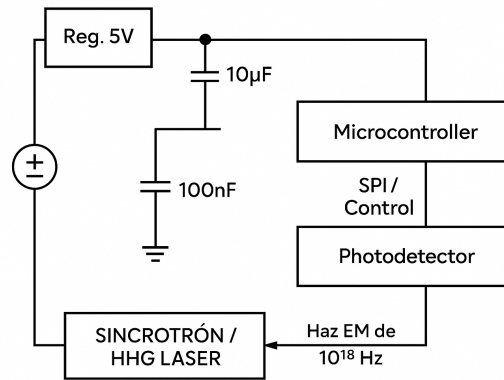 Reg. 5V
10μF
±
Microcontroller
100nF
SPI /
Control
Photodetector
SINCROTRÓN /
HHG LASER
Haz EM de
10¹⁸ Hz